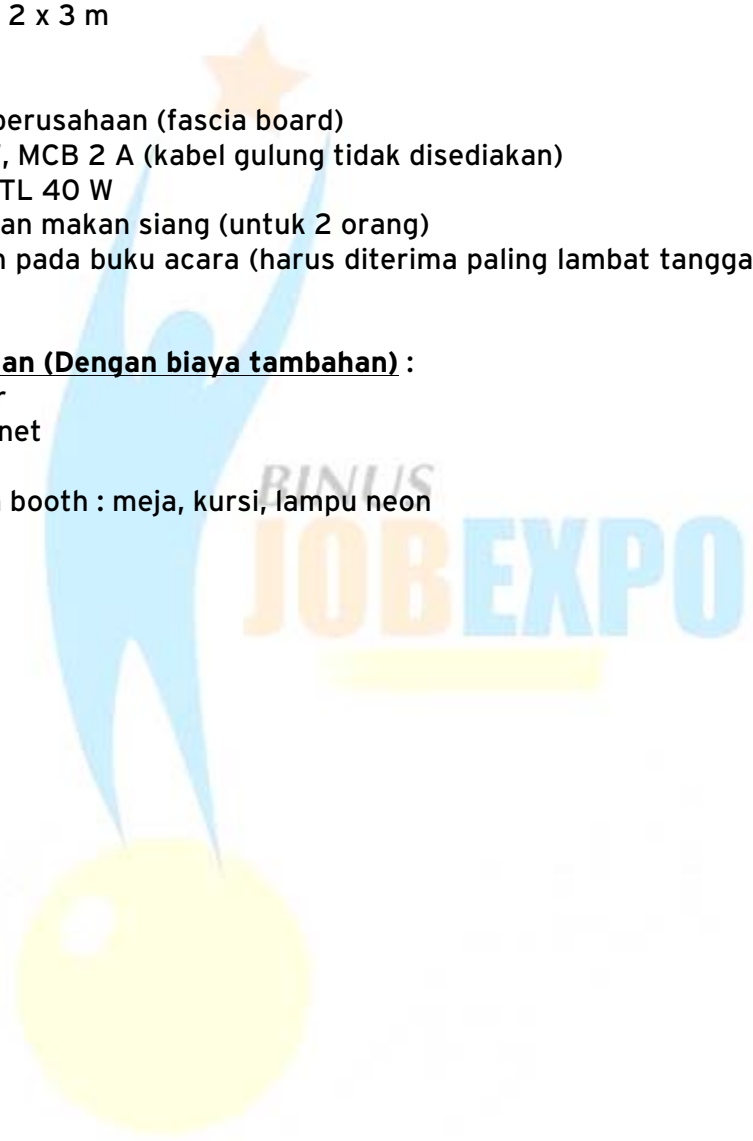 2 x 3 m
perusahaan (fascia board)
, MCB 2 A (kabel gulung tidak disediakan)
TL 40 W
an makan siang (untuk 2 orang)
pada buku acara (harus diterima paling lambat tangga
an (Dengan biaya tambahan) :
r
net
booth : meja, kursi, lampu neon
BINUS
JOBEXPO